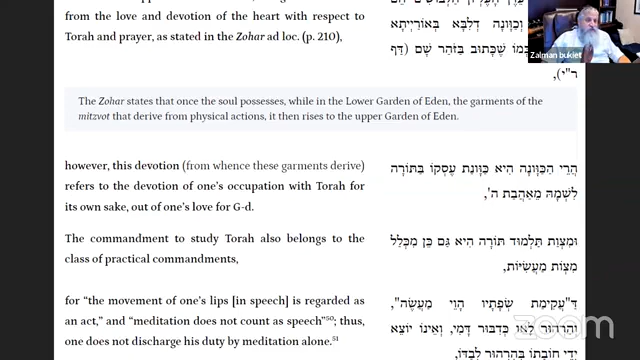 from the love and devotion of the heart with respect to
Torah and prayer, as stated in the Zohar ad loc. (p. 210),
וְכַוָּונָה דְלִבָּא בְּאוֹרַיְיתָא
כְּמוֹ שֶׁכָּתוּב בַּזֹּהַר שָׁם (דַּף
ר"י),
Zalman bukiet
The Zohar states that once the soul possesses, while in the Lower Garden of Eden, the garments of the
mitzvot that derive from physical actions, it then rises to the upper Garden of Eden.
however, this devotion (from whence these garments derive)
refers to the devotion of one's occupation with Torah for
its own sake, out of one's love for G-d.
הֲרֵי הַכַּוָּונָה הִיא כַּוָּונַת עֶסְקוֹ בַּתּוֹרָה
לִשְׁמָהּ מֵאַהֲבַת ה',
The commandment to study Torah also belongs to the
class of practical commandments,
וּמִצְוַת תַּלְמוּד תּוֹרָה הִיא גַּם כֵּן מִכְּלַל
מִצְוֹת מַעֲשִׂיּוֹת,
for "the movement of one's lips [in speech] is regarded as
an act," and "meditation does not count as speech"50; thus,
one does not discharge his duty by meditation alone.51
דַּ"עֲקִימַת שְׂפָתָיו הָוֵי מַעֲשֶׂה",
וְהִרְהוּר לָאו כְּדִבּוּר דָּמֵי, וְאֵינוֹ יוֹצֵא
יְדֵי חוֹבָתוֹ בְּהִרְהוּר לְבַדּוֹ,
zoom